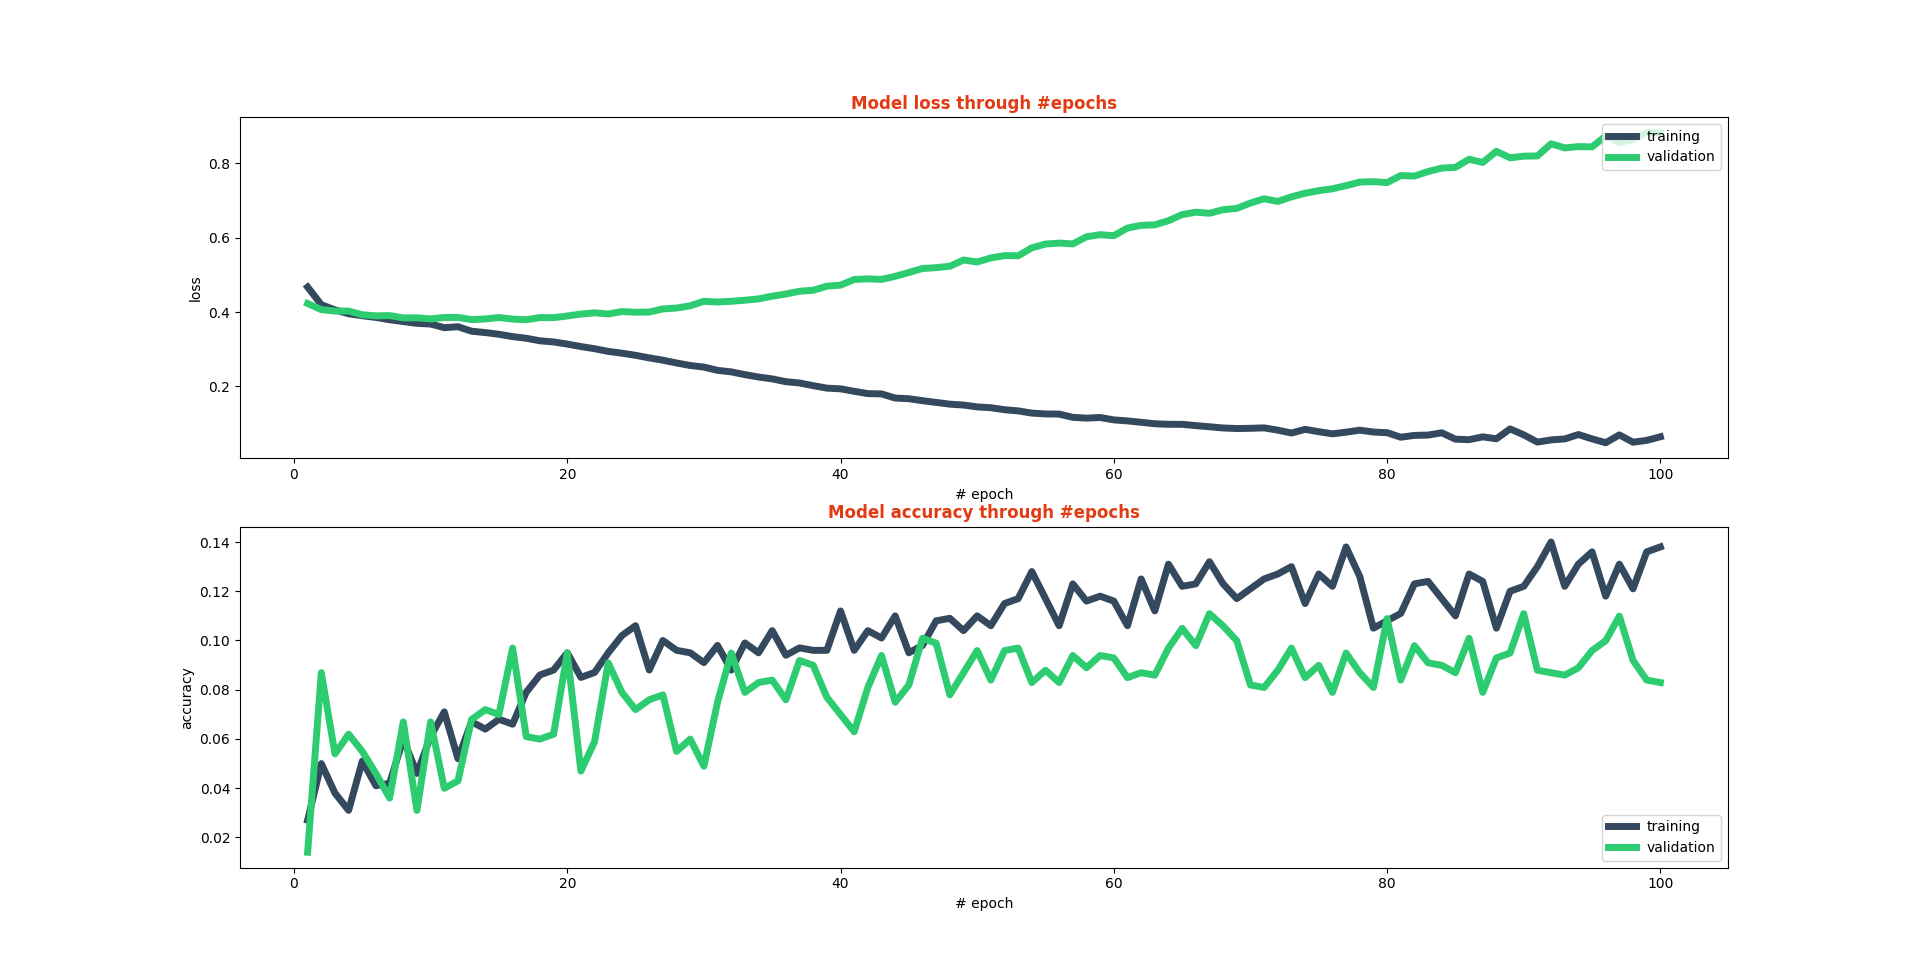 Model loss through #epochs
training
validation
0.8
0.6
0.4
0.2
loss
0 20 40 60 80 100
# epoch
Model accuracy through #epochs
0.14
0.12
0.10
0.08
0.06
0.04
0.02
accuracy
training
validation
0 20 40 60 80 100
# epoch